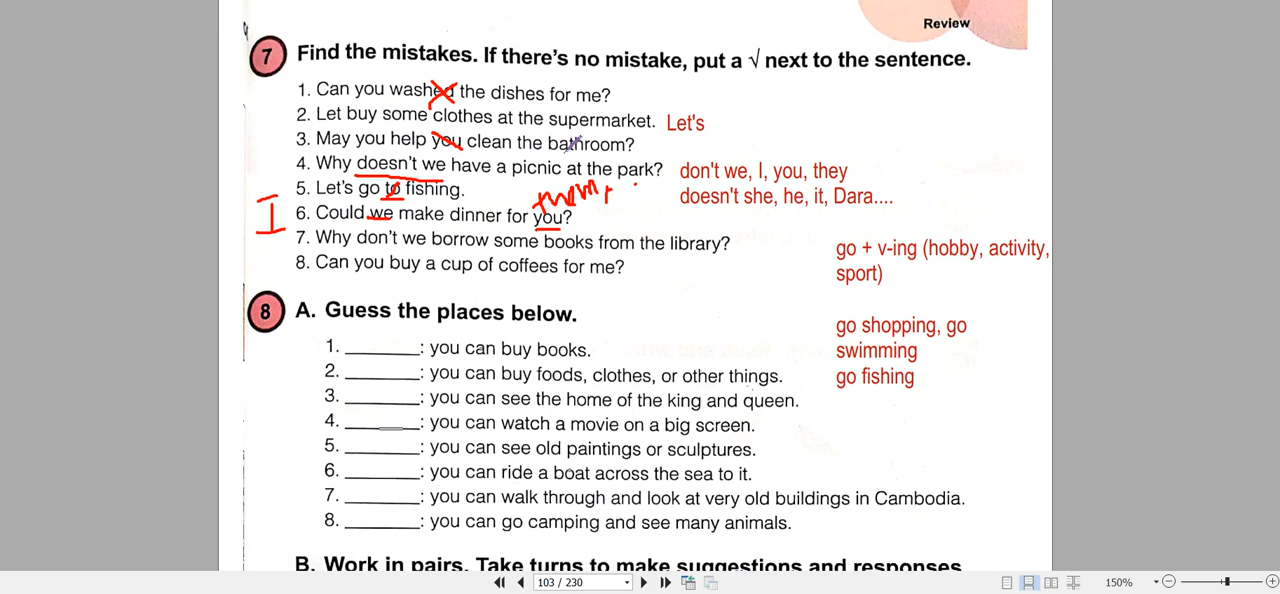 Review
7 Find the mistakes. If there's no mistake, put a √ next to the sentence.
1. Can you washed the dishes for me?
2. Let buy some clothes at the supermarket. Let's
3. May you help you clean the bathroom?
4. Why doesn't we have a picnic at the park? don't we, I, you, they
doesn't she, he, it, Dara....
5. Let's go to fishing.
them,
I 6. Could we make dinner for you?
7. Why don't we borrow some books from the library?
go + v-ing (hobby, activity,
sport)
8. Can you buy a cup of coffees for me?
8 A. Guess the places below.
go shopping, go
swimming
go fishing
1. ________: you can buy books.
2. ________: you can buy foods, clothes, or other things.
3. ________: you can see the home of the king and queen.
4. ________: you can watch a movie on a big screen.
5. ________: you can see old paintings or sculptures.
6. ________: you can ride a boat across the sea to it.
7. ________: you can walk through and look at very old buildings in Cambodia.
8. ________: you can go camping and see many animals.
B. Work in pairs. Take turns to make suggestions and responses
103 / 230
150%